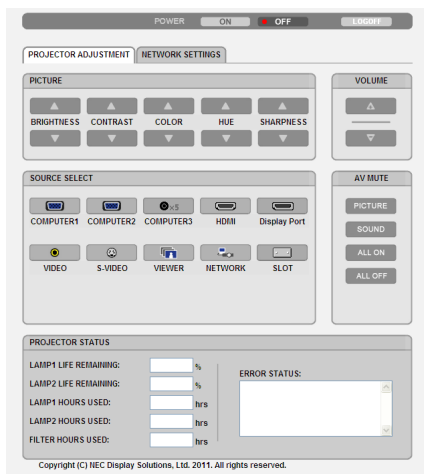 POWER ON OFF LOGOFF
PROJECTOR ADJUSTMENT NETWORK SETTINGS
PICTURE
BRIGHTNESS CONTRAST COLOR HUE SHARPNESS
VOLUME
SOURCE SELECT
×5
COMPUTER1 COMPUTER2 COMPUTER3 HDMI Display Port
VIDEO S-VIDEO VIEWER NETWORK SLOT
AV MUTE
PICTURE
SOUND
ALL ON
ALL OFF
PROJECTOR STATUS
LAMP1 LIFE REMAINING: %
LAMP2 LIFE REMAINING: %
LAMP1 HOURS USED: hrs
LAMP2 HOURS USED: hrs
FILTER HOURS USED: hrs
ERROR STATUS:
Copyright (C) NEC Display Solutions, Ltd. 2011. All rights reserved.